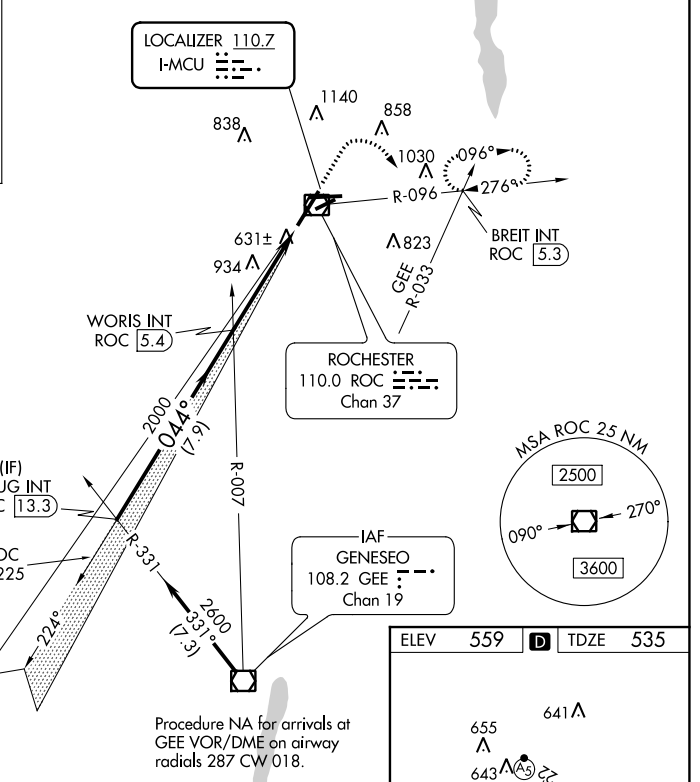 LOCALIZER 110.7
I-MCU
1140
838
858
1030
096°
276°
R-096
BREIT INT
ROC 5.3
631±
934
823
GEE
R-033
WORIS INT
ROC 5.4
ROCHESTER
110.0 ROC
Chan 37
2000
044°
(7.9)
R-007
MSA ROC 25 NM
2500
270°
090°
3600
(IF)
UG INT
C 13.3
OC
225
R-331
224°
IAF
GENESEO
108.2 GEE
Chan 19
2600
331°
(7.3)
ELEV 559 D TDZE 535
Procedure NA for arrivals at
GEE VOR/DME on airway
radials 287 CW 018.
641
655
643
A5
22